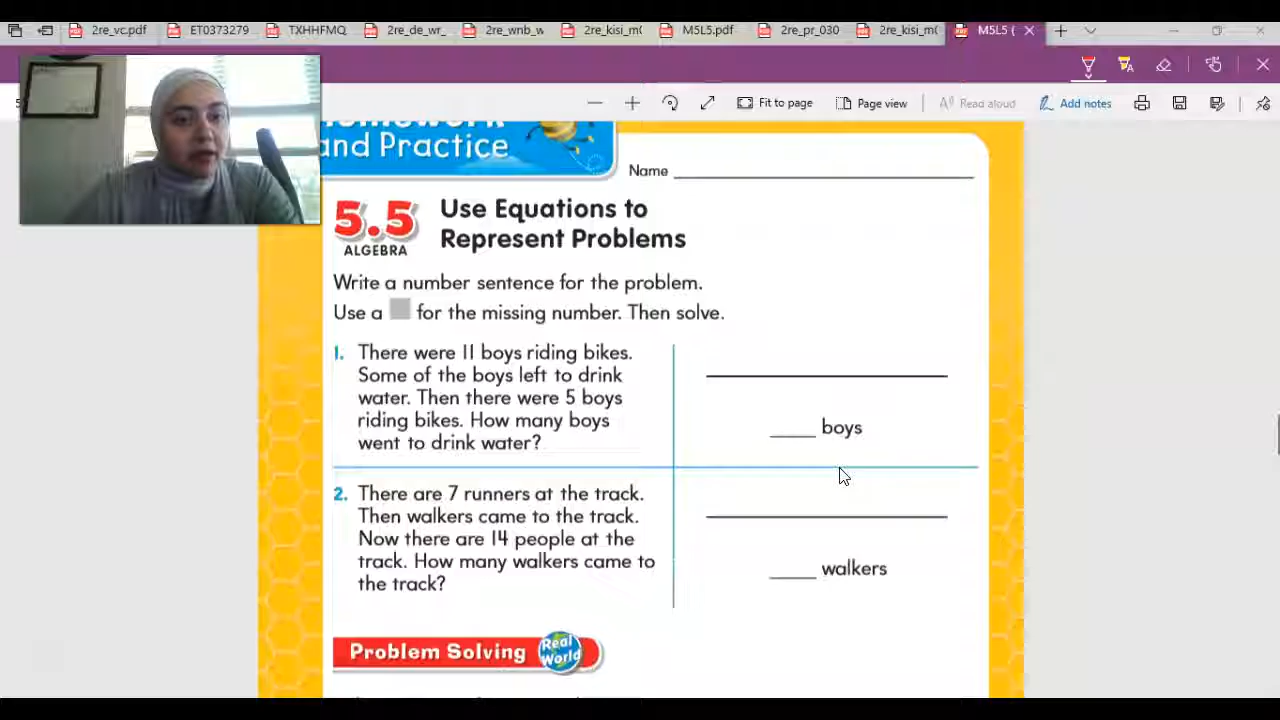 2re_vc.pdf
ET0373279
TXHHFMQ
2re_de_wr_
2re_wnb_w
2re_kisi_m0
M5L5.pdf
2re_pr_030
2re_kisi_m0
M5L5 (
Fit to page
Page view
Read aloud
Add notes
Homework
and Practice
Name
5.5
ALGEBRA
Use Equations to
Represent Problems
Write a number sentence for the problem.
Use a for the missing number. Then solve.
1. There were 11 boys riding bikes.
Some of the boys left to drink
water. Then there were 5 boys
riding bikes. How many boys
went to drink water?
____ boys
2. There are 7 runners at the track.
Then walkers came to the track.
Now there are 14 people at the
track. How many walkers came to
the track?
____ walkers
Problem Solving
Real
World